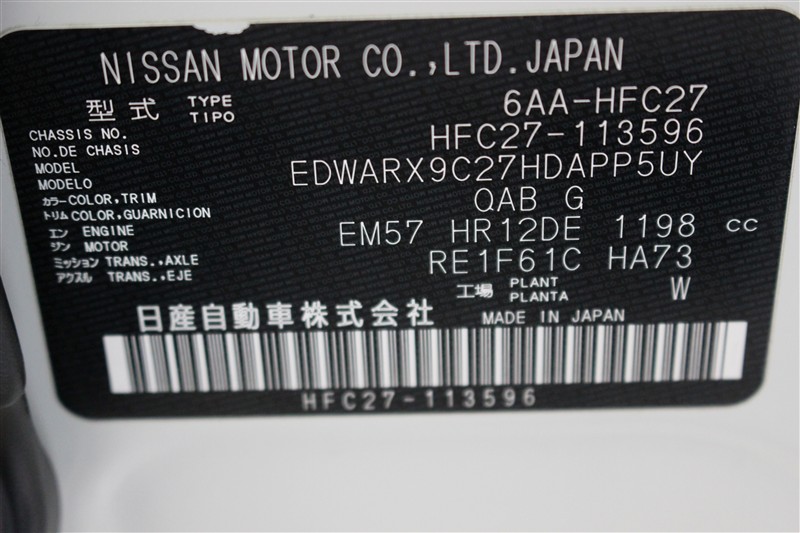 NISSAN MOTOR CO.,LTD.JAPAN
型式 TYPE TIPO 6AA-HFC27
CHASSIS NO. NO.DE CHASIS HFC27-113596
MODEL MODELO EDWARX9C27HDAPP5UY
カラー COLOR,TRIM トリム COLOR,GUARNICION QAB G
エン ジン ENGINE MOTOR EM57 HR12DE 1198 cc
ミッション TRANS.,AXLE アクスル TRANS.,EJE RE1F61C HA73
工場 PLANT PLANTA W
日産自動車株式会社 MADE IN JAPAN
HFC27-113596